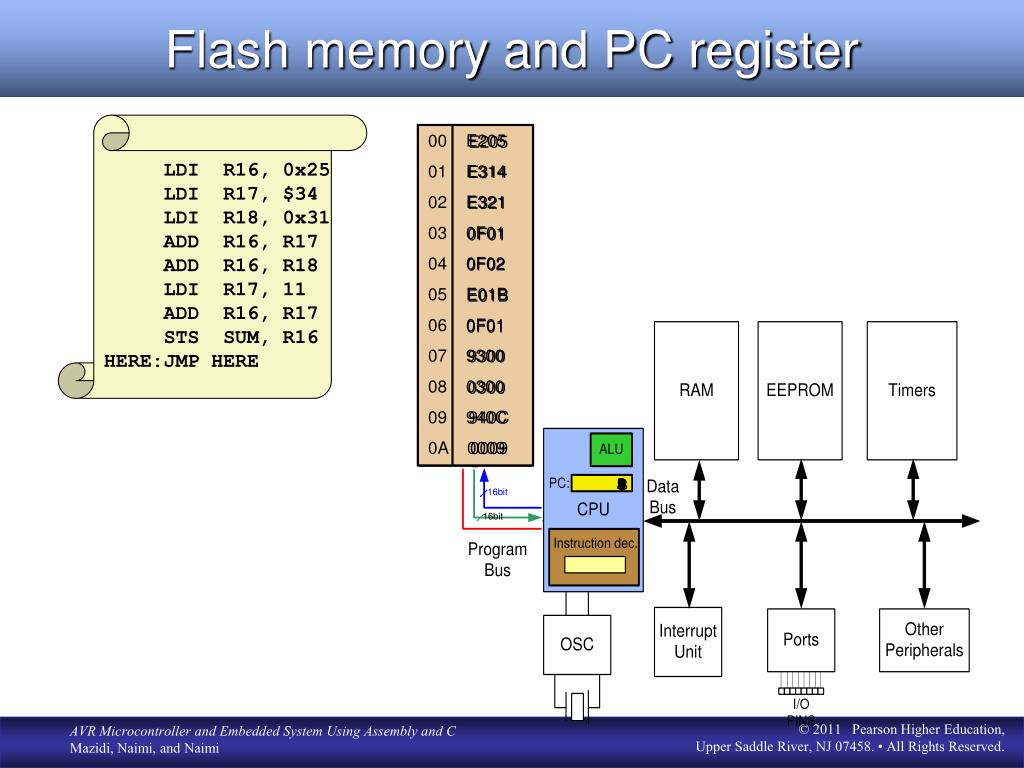 Flash memory and PC register
LDI R16, 0x25
LDI R17, $34
LDI R18, 0x31
ADD R16, R17
ADD R16, R18
LDI R17, 11
ADD R16, R17
STS SUM, R16
HERE:JMP HERE
00 E205
01 E314
02 E321
03 0F01
04 0F02
05 E01B
06 0F01
07 9300
08 0300
09 940C
0A 0009
RAM
EEPROM
Timers
ALU
PC:
CPU
Instruction dec.
16bit
16bit
Program
Bus
Data
Bus
OSC
Interrupt
Unit
Ports
Other
Peripherals
I/O
PINS
AVR Microcontroller and Embedded System Using Assembly and C
Mazidi, Naimi, and Naimi
© 2011 Pearson Higher Education,
Upper Saddle River, NJ 07458. • All Rights Reserved.